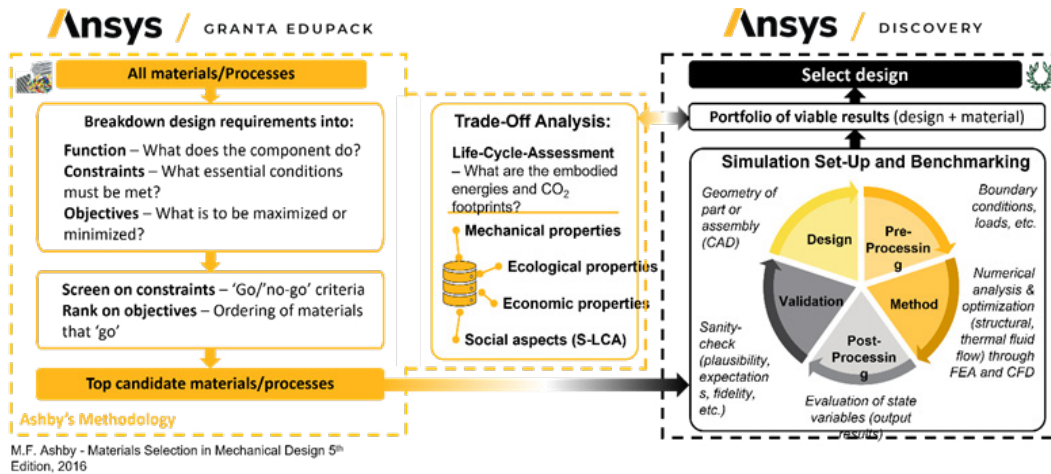 Ansys / GRANTA EDUPACK
All materials/Processes
Breakdown design requirements into:
Function – What does the component do?
Constraints – What essential conditions
must be met?
Objectives – What is to be maximized or
minimized?
Screen on constraints – 'Go/'no-go' criteria
Rank on objectives – Ordering of materials
that 'go'
Top candidate materials/processes
Ashby's Methodology
M.F. Ashby - Materials Selection in Mechanical Design 5th
Edition, 2016
Trade-Off Analysis:
Life-Cycle-Assessment
– What are the embodied
energies and CO2
footprints?
Mechanical properties
Ecological properties
Economic properties
Social aspects (S-LCA)
Ansys / DISCOVERY
Select design
Portfolio of viable results (design + material)
Simulation Set-Up and Benchmarking
Geometry of
part or
assembly
(CAD)
Design
Pre-
Processin
g
Boundary
conditions,
loads, etc.
Validation
Method
Numerical
analysis &
optimization
(structural,
thermal fluid
flow) through
FEA and CFD
Post-
Processin
g
Sanity-
check
(plausibility,
expectation
s, fidelity,
etc.)
Evaluation of state
variables (output
results)